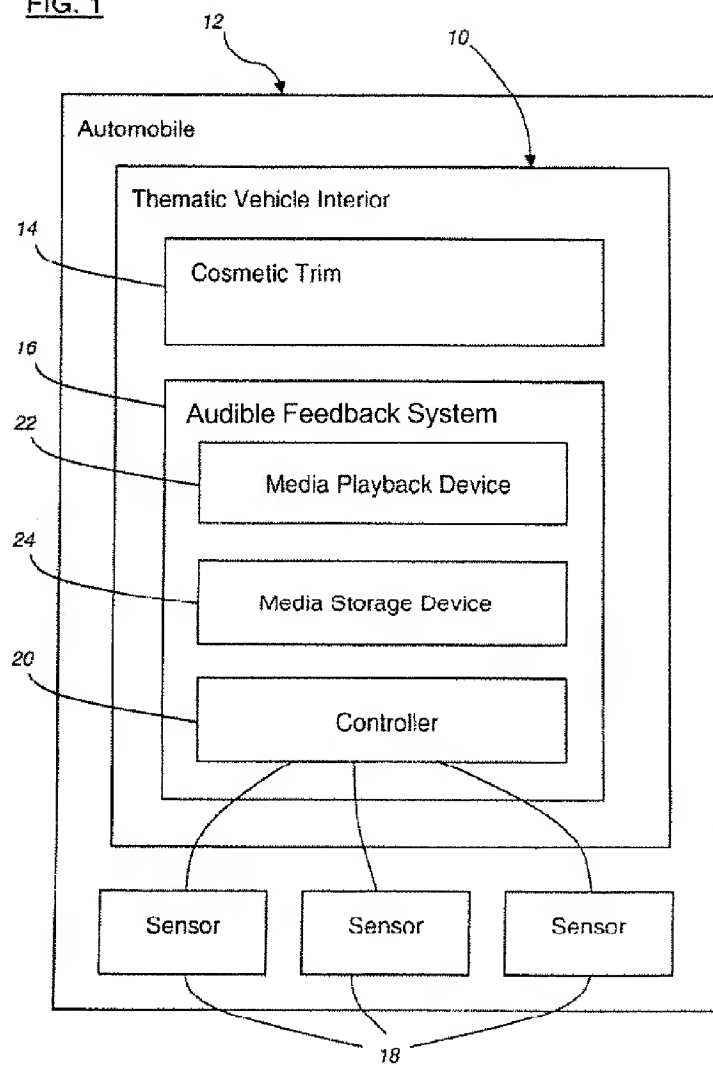 FIG. 1
12
10
Automobile
Thematic Vehicle Interior
14
Cosmetic Trim
16
Audible Feedback System
22
Media Playback Device
24
Media Storage Device
20
Controller
Sensor
Sensor
Sensor
18